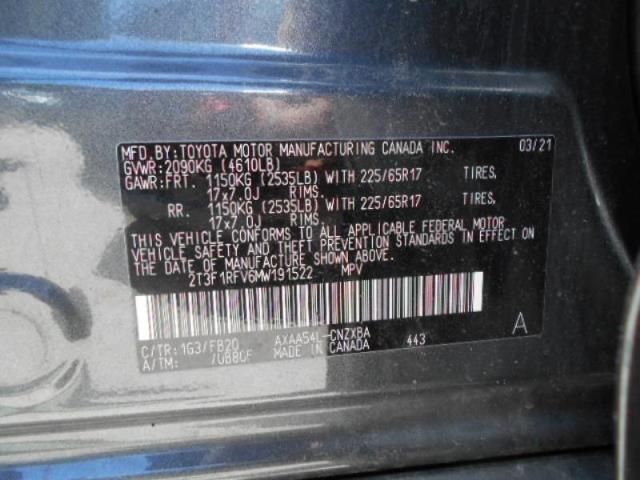 MFD.BY:TOYOTA MOTOR MANUFACTURING CANADA INC. 03/21
GVWR:2090KG (4610LB)
GAWR:FRT. 1150KG (2535LB) WITH 225/65R17 TIRES,
17x7.0J RIMS.
RR. 1150KG (2535LB) WITH 225/65R17 TIRES,
17x7.0J RIMS.
THIS VEHICLE CONFORMS TO ALL APPLICABLE FEDERAL MOTOR
VEHICLE SAFETY AND THEFT PREVENTION STANDARDS IN EFFECT
ON THE DATE OF MANUFACTURE SHOWN ABOVE.
2T3F1RFV6MW191522 MPV
C/TR:1G3/FB20 AXAA54L-CNZXBA 443 A
A/TM: MADE IN CANADA